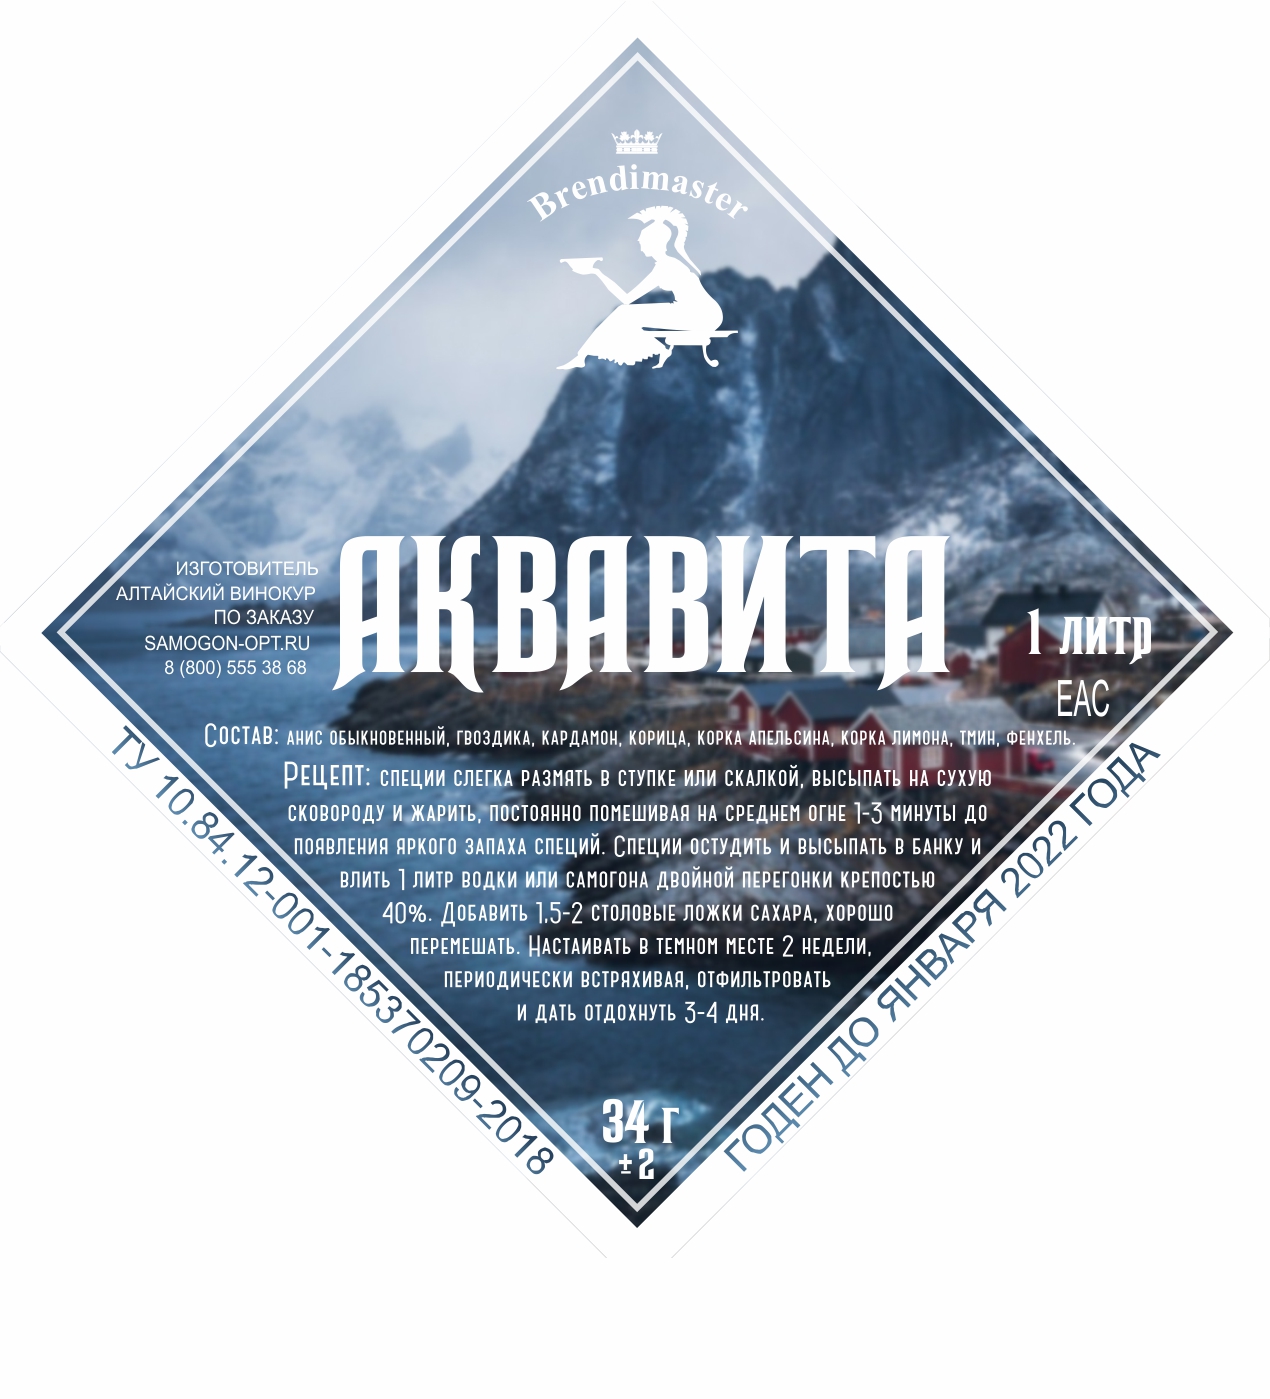 Brendimaster
АКВАВИТА
ИЗГОТОВИТЕЛЬ
АЛТАЙСКИЙ ВИНОКУР
ПО ЗАКАЗУ
SAMOGON-OPT.RU
8 (800) 555 38 68
1 литр
EAC
Состав: анис обыкновенный, гвоздика, кардамон, корица, корка апельсина, корка лимона, тмин, фенхель.
Рецепт: специи слегка размять в ступке или скалкой, высыпать на сухую
сковороду и жарить, постоянно помешивая на среднем огне 1-3 минуты до
появления яркого запаха специй. Специи остудить и высыпать в банку и
влить 1 литр водки или самогона двойной перегонки крепостью
40%. Добавить 1,5-2 столовые ложки сахара, хорошо
перемешать. Настаивать в темном месте 2 недели,
периодически встряхивая, отфильтровать
и дать отдохнуть 3-4 дня.
34 г
±2
ТУ 10.84.12-001-185370209-2018
ГОДЕН ДО ЯНВАРЯ 2022 ГОДА